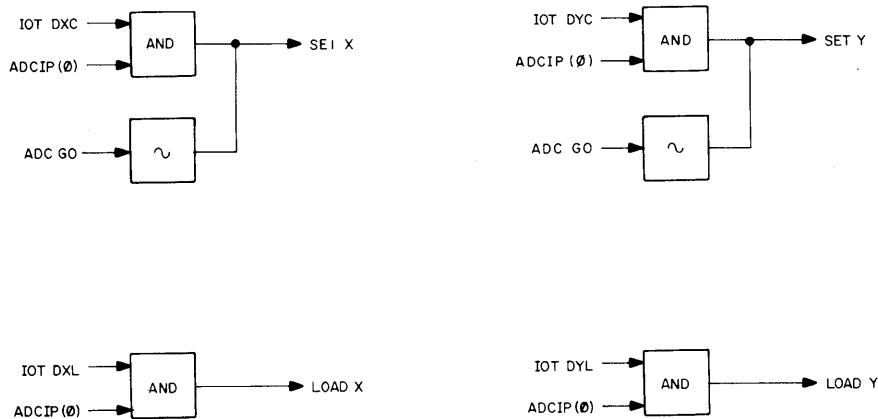 IOT DXC
AND
SEI X
ADCIP(Ø)
ADC GO
∿
IOT DYC
AND
SET Y
ADCIP(Ø)
ADC GO
∿
IOT DXL
AND
LOAD X
ADCIP(Ø)
IOT DYL
AND
LOAD Y
ADCIP(Ø)